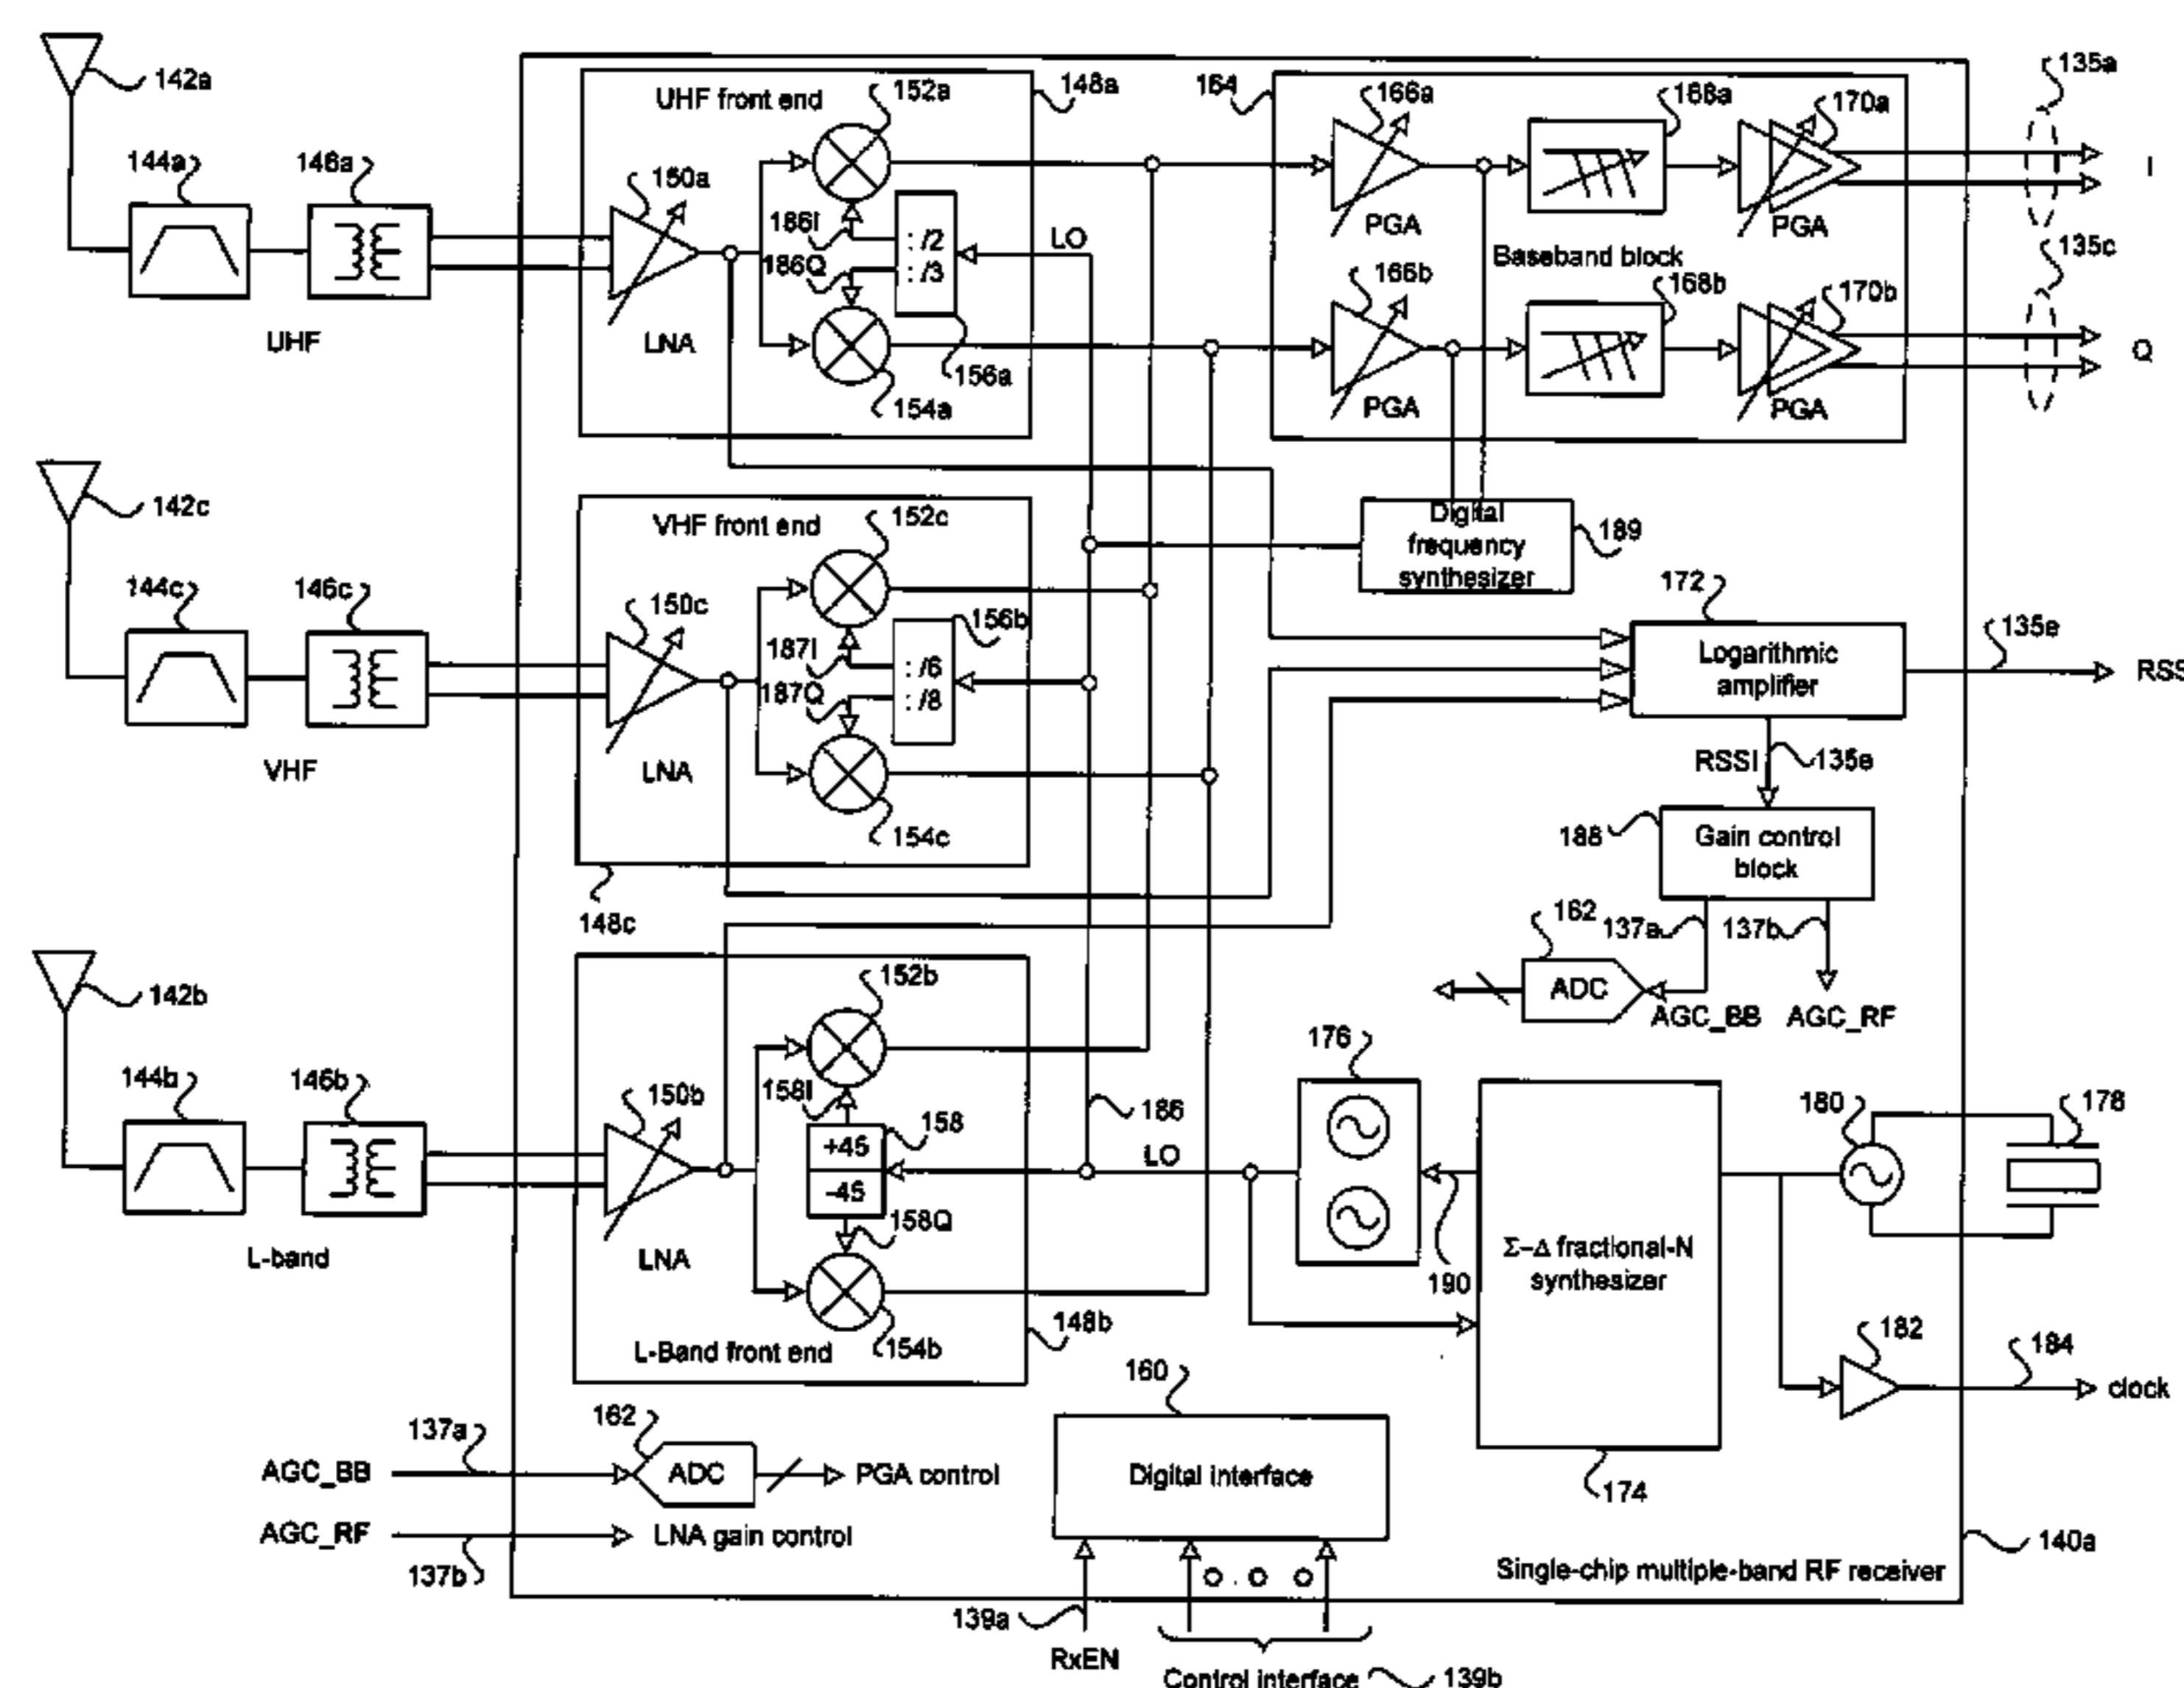 142a
144a
146a
UHF
UHF front end
148a
150a
LNA
152a
186I
186Q
: /2
: /3
LO
154a
156a
164
166a
PGA
168a
170a
PGA
Baseband block
166b
PGA
168b
170b
PGA
135a
I
135c
Q
142c
144c
146c
VHF
VHF front end
148c
150c
LNA
152c
187I
187Q
: /6
: /8
156b
154c
Digital
frequency
synthesizer
189
172
Logarithmic
amplifier
135e
RSS
RSSI
135e
188
Gain control
block
162
137a
137b
ADC
AGC_BB
AGC_RF
142b
144b
146b
L-band
150b
LNA
152b
158I
+45
-45
158
158Q
154b
L-Band front end
148b
186
LO
176
190
Σ-Δ fractional-N
synthesizer
174
180
178
182
184
clock
AGC_BB
137a
162
ADC
PGA control
AGC_RF
137b
LNA gain control
160
Digital interface
139a
RxEN
Control interface
139b
Single-chip multiple-band RF receiver
140a